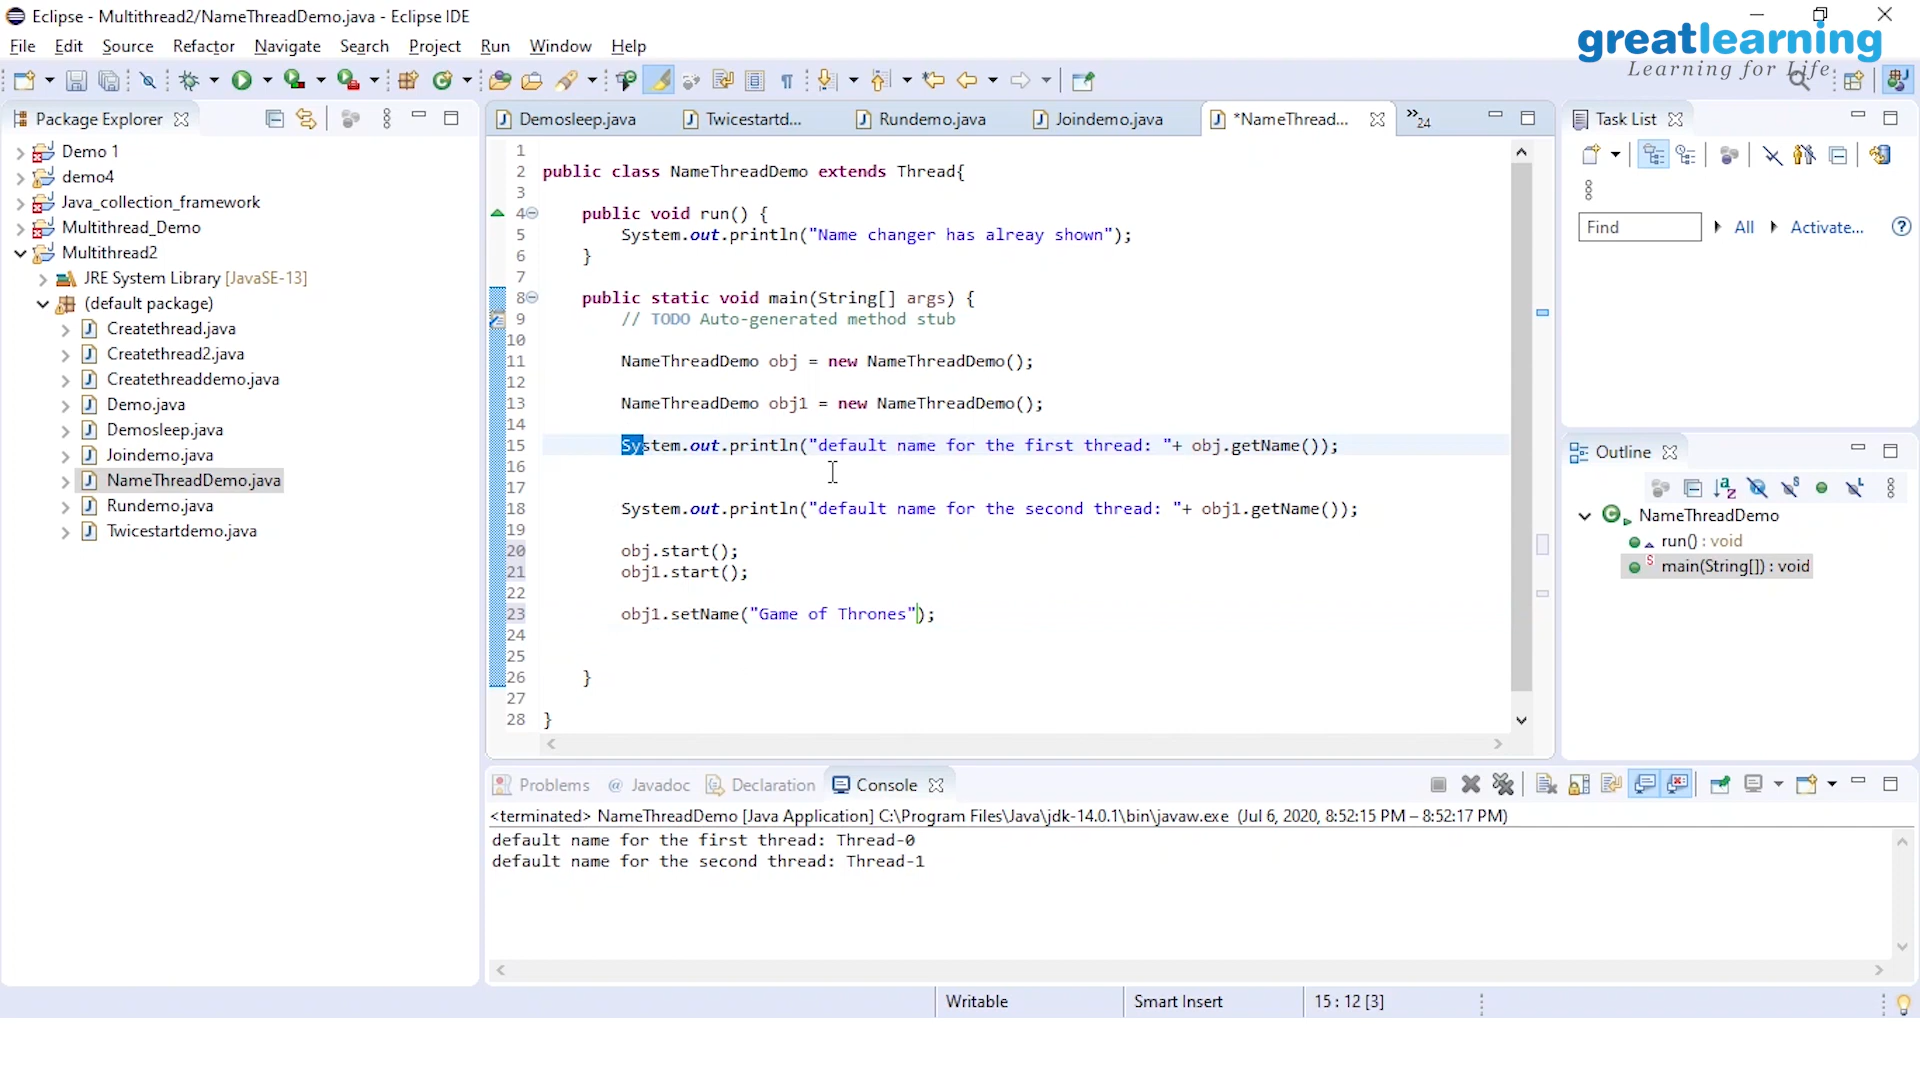 Eclipse - Multithread2/NameThreadDemo.java - Eclipse IDE
greatlearning
Learning for Life
File Edit Source Refactor Navigate Search Project Run Window Help
Package Explorer
Demo 1
demo4
Java_collection_framework
Multithread_Demo
Multithread2
JRE System Library [JavaSE-13]
(default package)
Createthread.java
Createthread2.java
Createthreaddemo.java
Demo.java
Demosleep.java
Joindemo.java
NameThreadDemo.java
Rundemo.java
Twicestartdemo.java
Demosleep.java Twicestartd... Rundemo.java Joindemo.java *NameThread... »24
1
2 public class NameThreadDemo extends Thread{
3
4 public void run() {
5 System.out.println("Name changer has alreay shown");
6 }
7
8 public static void main(String[] args) {
9 // TODO Auto-generated method stub
10
11 NameThreadDemo obj = new NameThreadDemo();
12
13 NameThreadDemo obj1 = new NameThreadDemo();
14
15 System.out.println("default name for the first thread: "+ obj.getName());
16
17
18 System.out.println("default name for the second thread: "+ obj1.getName());
19
20 obj.start();
21 obj1.start();
22
23 obj1.setName("Game of Thrones");
24
25
26 }
27
28 }
Task List
Find All Activate...
Outline
NameThreadDemo
run() : void
main(String[]) : void
Problems Javadoc Declaration Console
<terminated> NameThreadDemo [Java Application] C:\Program Files\Java\jdk-14.0.1\bin\javaw.exe (Jul 6, 2020, 8:52:15 PM – 8:52:17 PM)
default name for the first thread: Thread-0
default name for the second thread: Thread-1
Writable Smart Insert 15 : 12 [3]